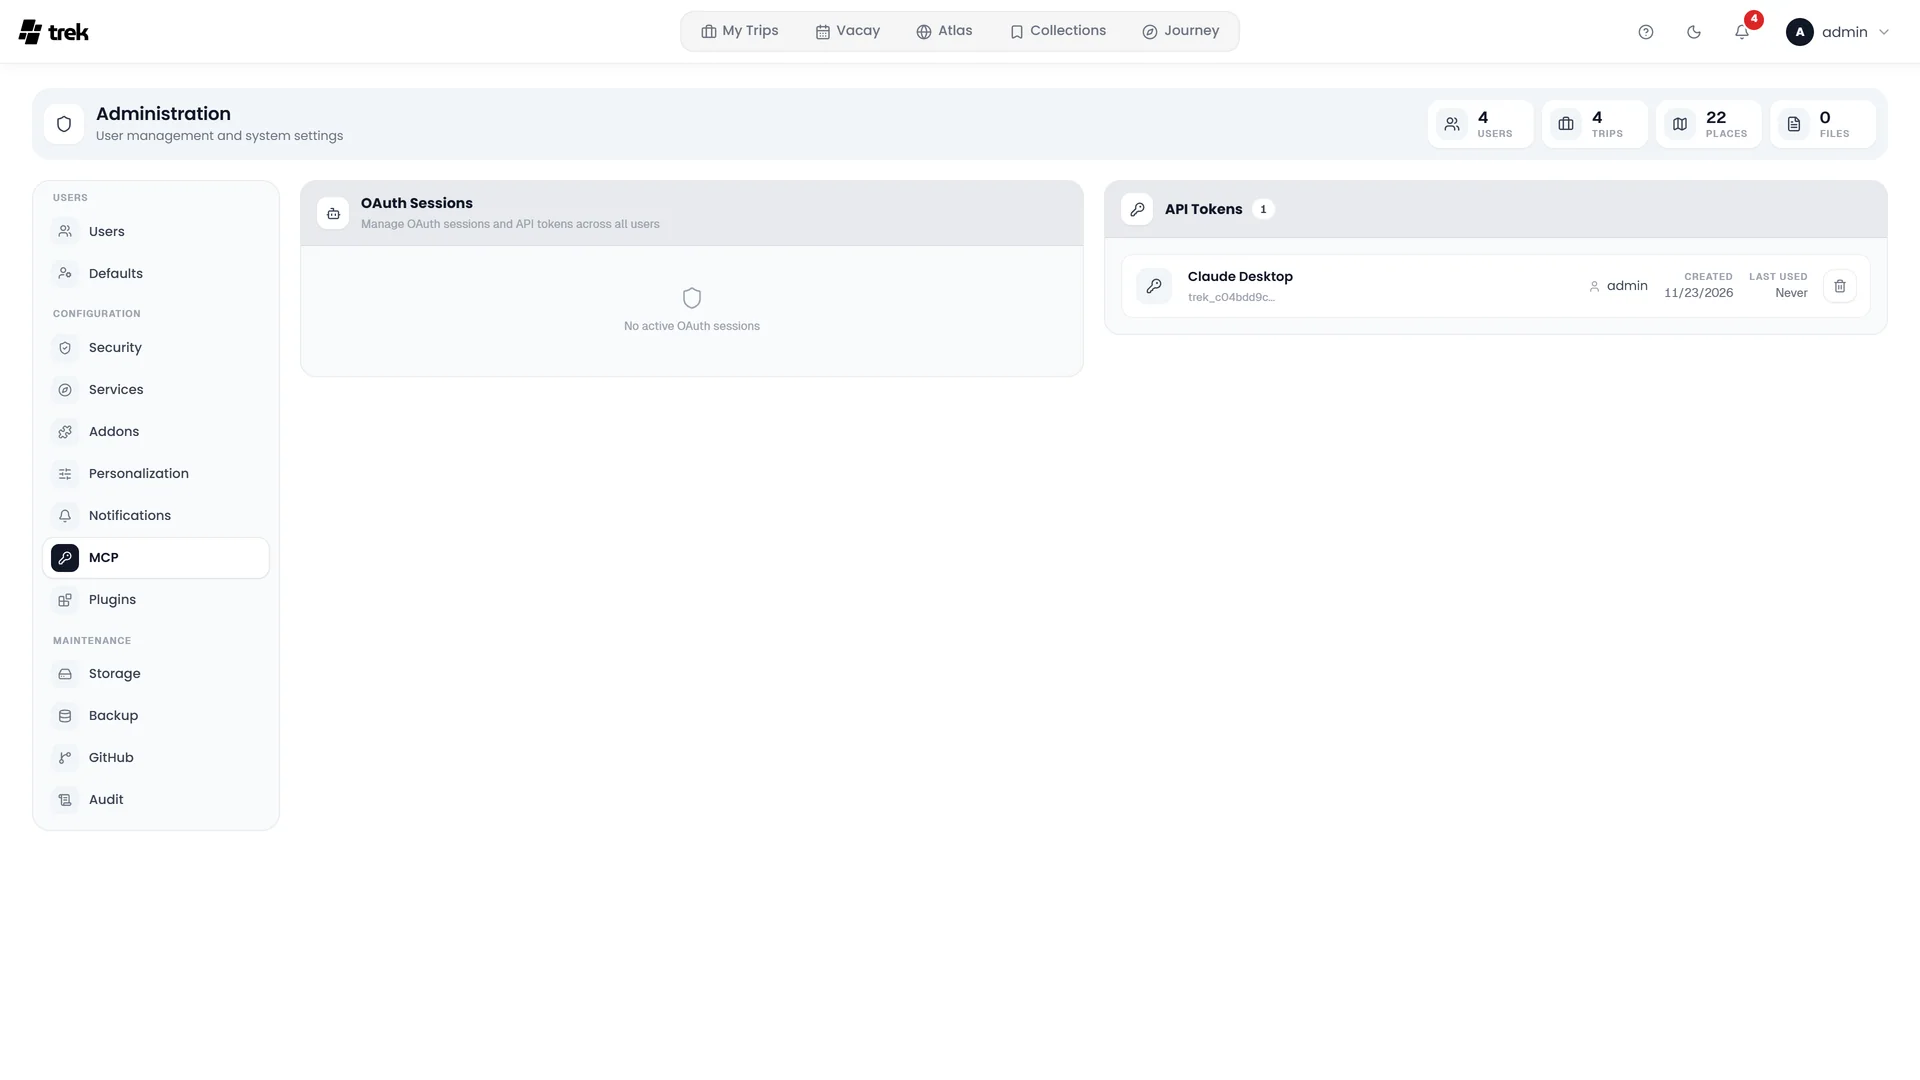 trek
My Trips
Vacay
Atlas
Collections
Journey
4
A
admin
Administration
User management and system settings
4
USERS
4
TRIPS
22
PLACES
0
FILES
USERS
Users
Defaults
CONFIGURATION
Security
Services
Addons
Personalization
Notifications
MCP
Plugins
MAINTENANCE
Storage
Backup
GitHub
Audit
OAuth Sessions
Manage OAuth sessions and API tokens across all users
No active OAuth sessions
API Tokens 1
Claude Desktop
trek_c04bdd9c...
admin
CREATED
11/23/2026
LAST USED
Never